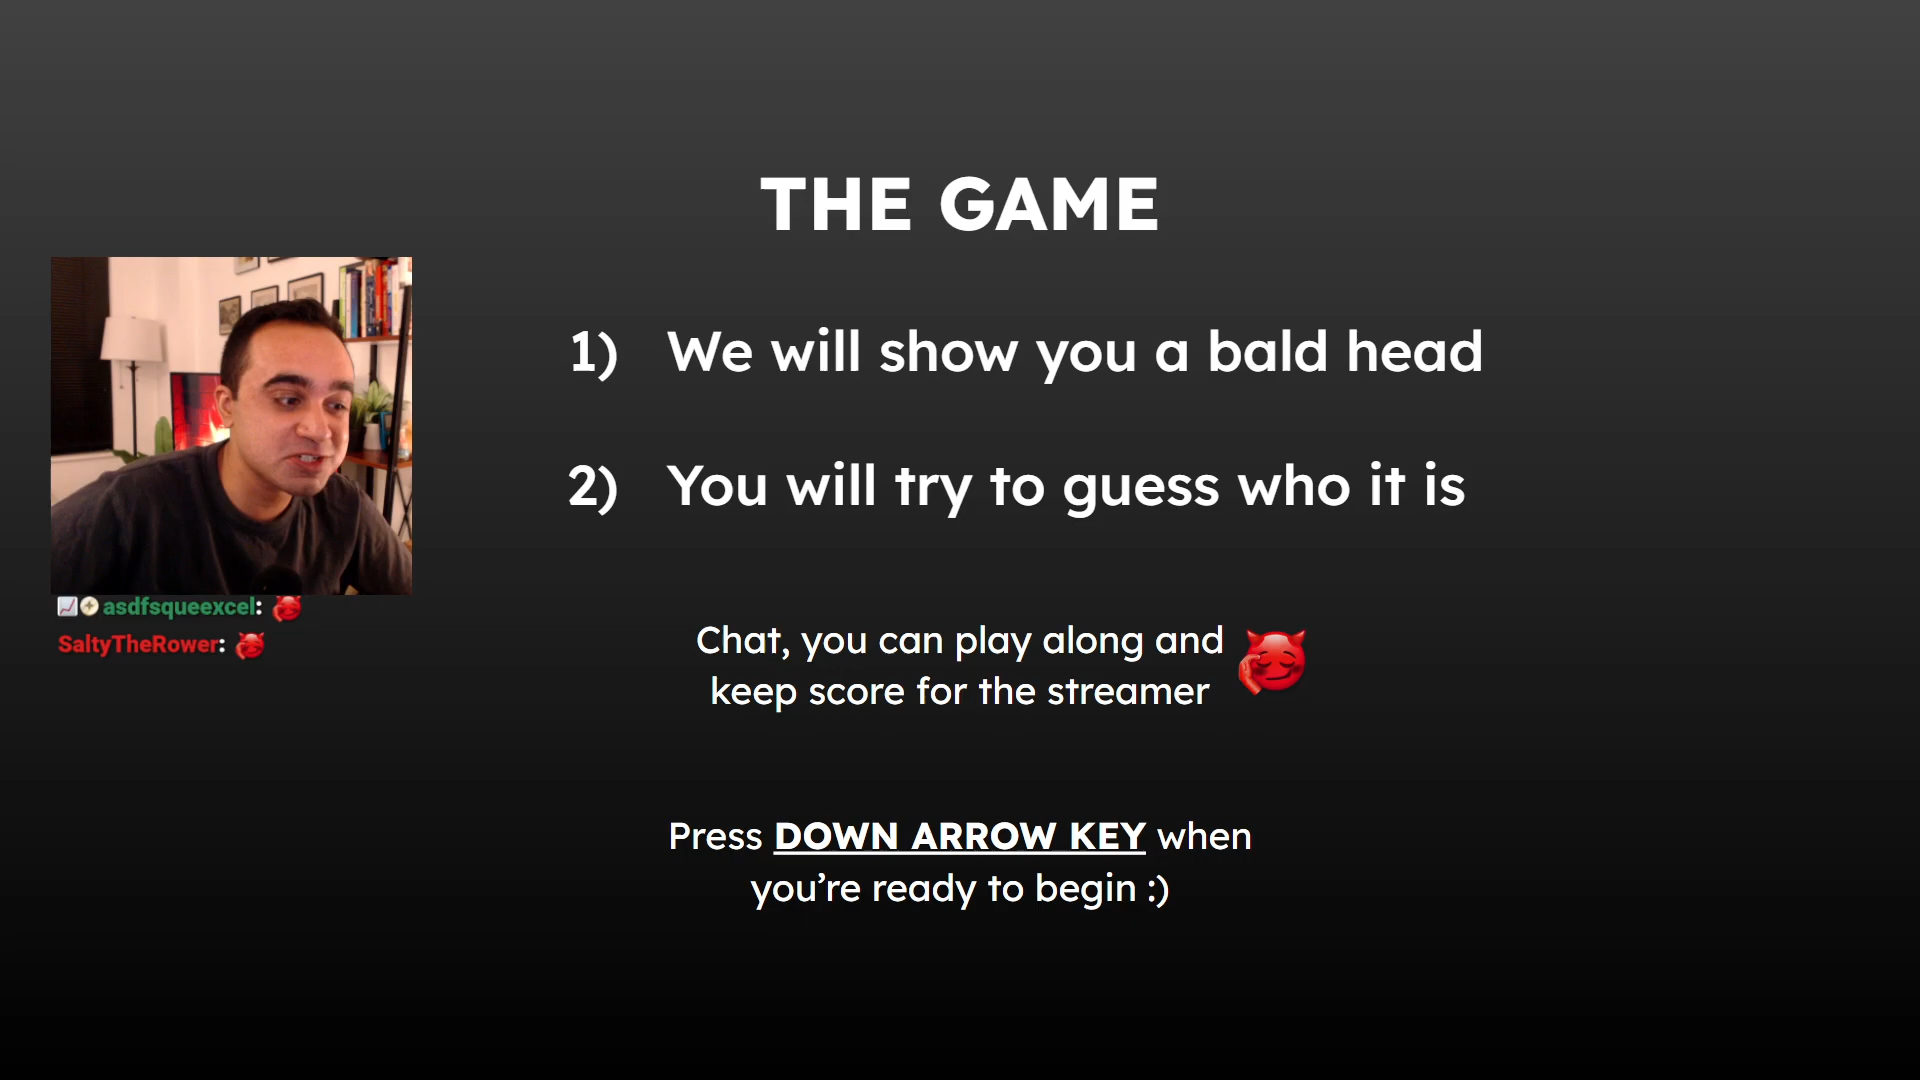 THE GAME
1) We will show you a bald head
2) You will try to guess who it is
asdfsqueexcel:
SaltyTheRower:
Chat, you can play along and
keep score for the streamer
Press DOWN ARROW KEY when
you’re ready to begin :)